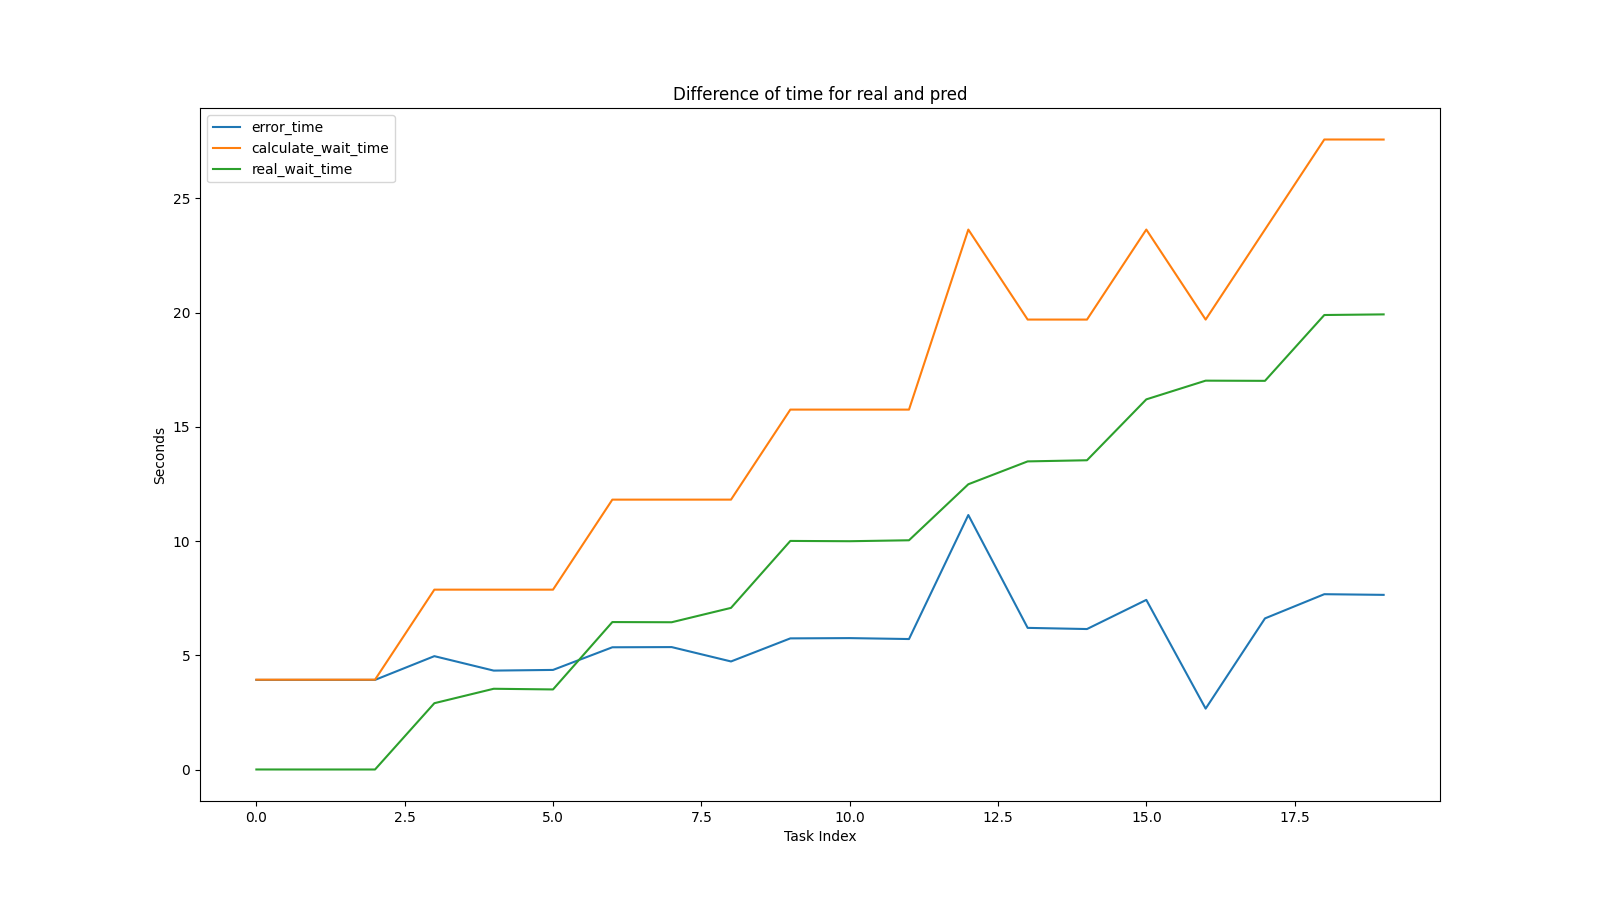 Difference of time for real and pred
error_time
calculate_wait_time
real_wait_time
25
20
15
10
5
0
Seconds
0.0 2.5 5.0 7.5 10.0 12.5 15.0 17.5
Task Index